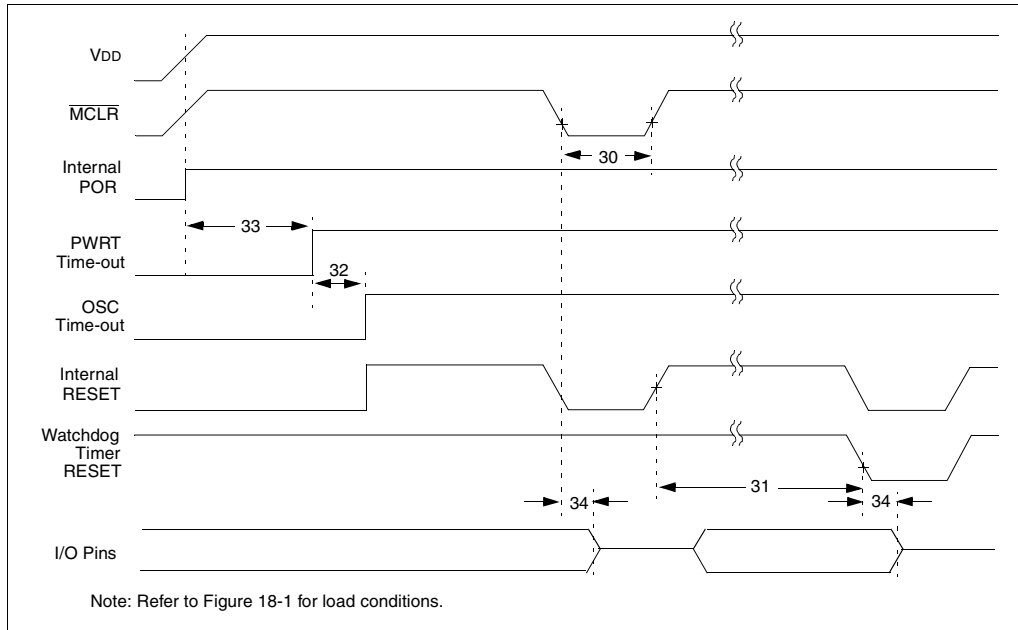 VDD
MCLR
30
Internal
POR
33
PWRT
Time-out
32
OSC
Time-out
Internal
RESET
Watchdog
Timer
RESET
31
34
34
I/O Pins
Note: Refer to Figure 18-1 for load conditions.